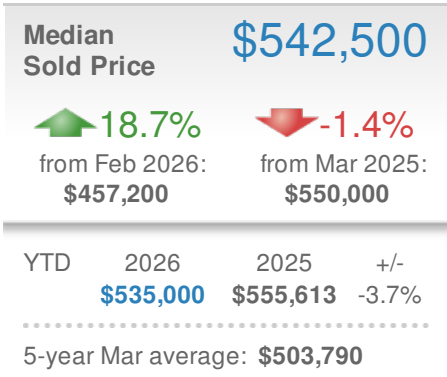 Median $542,500
Sold Price
18.7% -1.4%
from Feb 2026: from Mar 2025:
$457,200 $550,000
YTD 2026 2025 +/-
$535,000 $555,613 -3.7%
5-year Mar average: $503,790